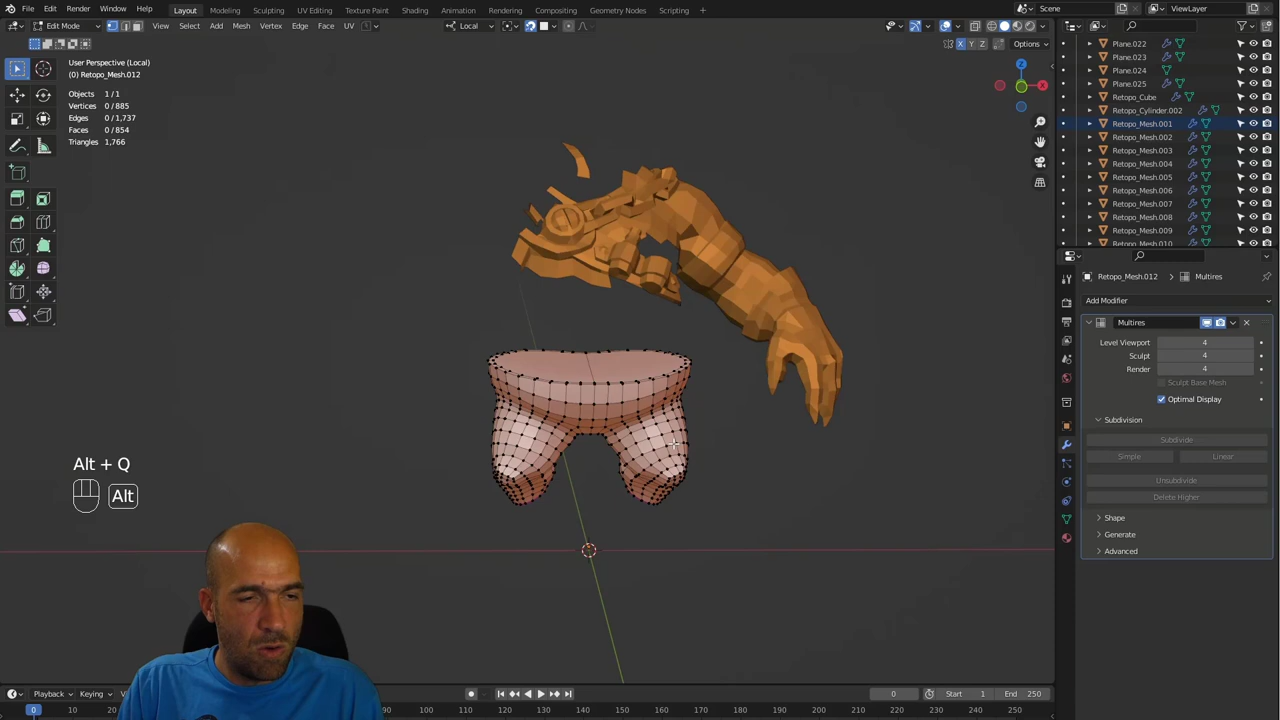 File Edit Render Window Help Layout Modeling Sculpting UV Editing Texture Paint Shading Animation Rendering Compositing Geometry Nodes Scripting Scene ViewLayer
Edit Mode View Select Add Mesh Vertex Edge Face UV Local
X Y Z Options
User Perspective (Local)
(0) Retopo_Mesh.012
Objects 1 / 1
Vertices 0 / 885
Edges 0 / 1,737
Faces 0 / 854
Triangles 1,766
Z
X
Alt + Q
Alt
Plane.022
Plane.023
Plane.024
Plane.025
Retopo_Cube
Retopo_Cylinder.002
Retopo_Mesh.001
Retopo_Mesh.002
Retopo_Mesh.003
Retopo_Mesh.004
Retopo_Mesh.005
Retopo_Mesh.006
Retopo_Mesh.007
Retopo_Mesh.008
Retopo_Mesh.009
Retopo_Mesh.010
Retopo_Mesh.012 > Multires
Add Modifier
Multires
Level Viewport 4
Sculpt 4
Render 4
Sculpt Base Mesh
Optimal Display
Subdivision
Subdivide
Simple Linear
Unsubdivide
Delete Higher
Shape
Generate
Advanced
Playback Keying 0 Start 1 End 250
0 10 70 80 90 100 110 120 130 140 150 160 170 180 190 200 210 220 230 240 250